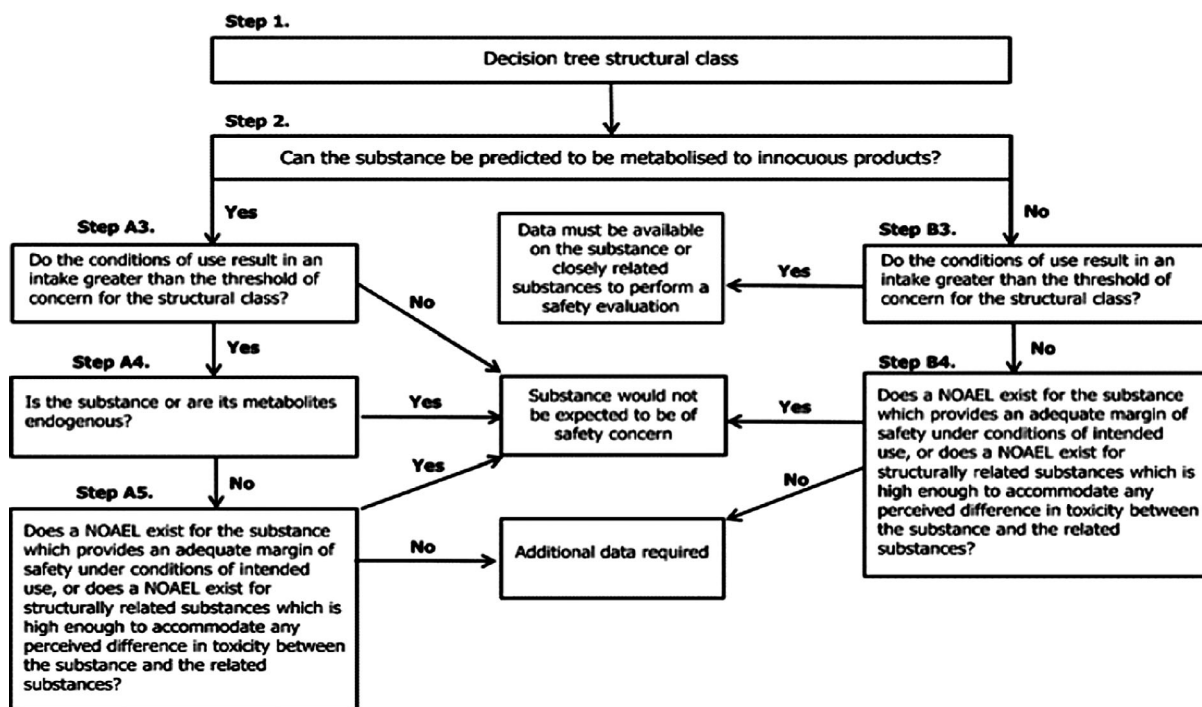 Step 1.
Decision tree structural class
Step 2.
Can the substance be predicted to be metabolised to innocuous products?
Yes
No
Step A3.
Do the conditions of use result in an
intake greater than the threshold of
concern for the structural class?
Data must be available
on the substance or
closely related
substances to perform a
safety evaluation
Yes
Step B3.
Do the conditions of use result in an
intake greater than the threshold of
concern for the structural class?
No
Yes
No
Step A4.
Is the substance or are its metabolites
endogenous?
Yes
Substance would not
be expected to be of
safety concern
Yes
Step B4.
Does a NOAEL exist for the substance
which provides an adequate margin of
safety under conditions of intended
use, or does a NOAEL exist for
structurally related substances which is
high enough to accommodate any
perceived difference in toxicity between
the substance and the related
substances?
No
Yes
No
Step A5.
Does a NOAEL exist for the substance
which provides an adequate margin of
safety under conditions of intended
use, or does a NOAEL exist for
structurally related substances which is
high enough to accommodate any
perceived difference in toxicity between
the substance and the related
substances?
No
Additional data required